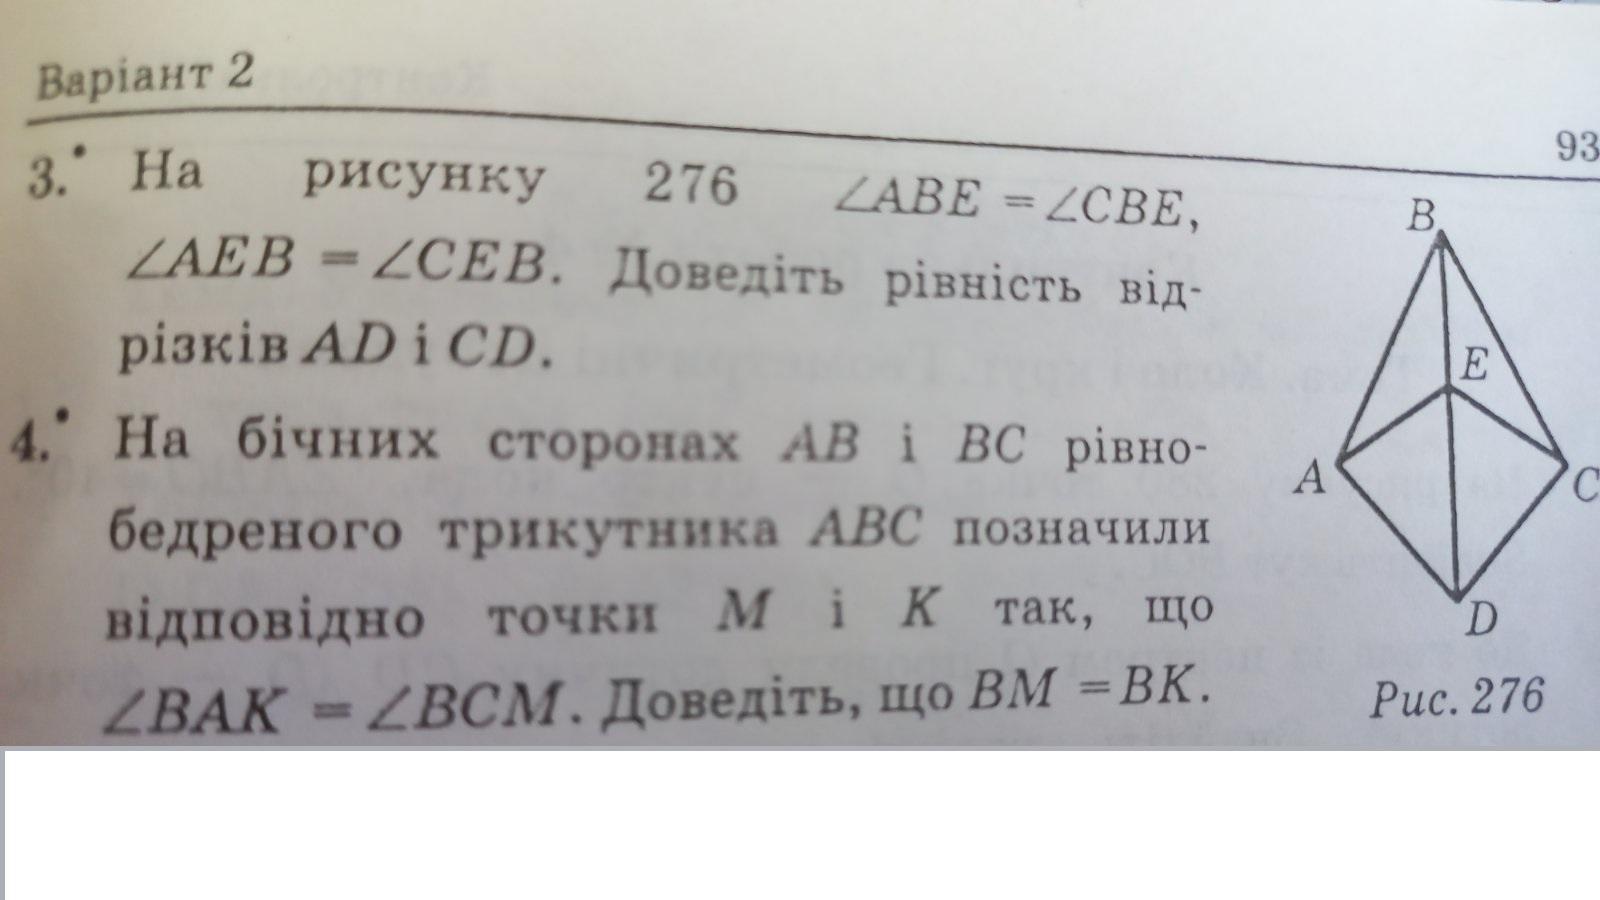 Варіант 2
93
3.• На рисунку 276 ∠ABE = ∠CBE,
∠AEB = ∠CEB. Доведіть рівність від-
різків AD і CD.
4.• На бічних сторонах AB і BC рівно-
бедреного трикутника ABC позначили
відповідно точки M і K так, що
∠BAK = ∠BCM. Доведіть, що BM = BK.
B
E
A
C
D
Рис. 276